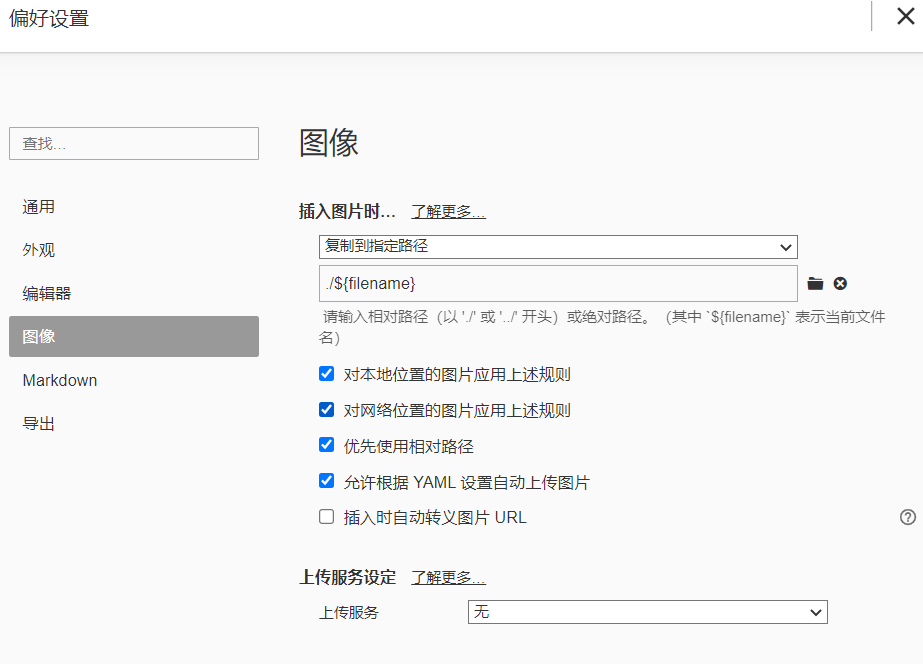 偏好设置
查找...
通用
外观
编辑器
图像
Markdown
导出
图像
插入图片时... 了解更多...
复制到指定路径
./${filename}
请输入相对路径（以 './' 或 '../' 开头）或绝对路径。（其中 `${filename}` 表示当前文件
名）
对本地位置的图片应用上述规则
对网络位置的图片应用上述规则
优先使用相对路径
允许根据 YAML 设置自动上传图片
插入时自动转义图片 URL
上传服务设定 了解更多...
上传服务 无